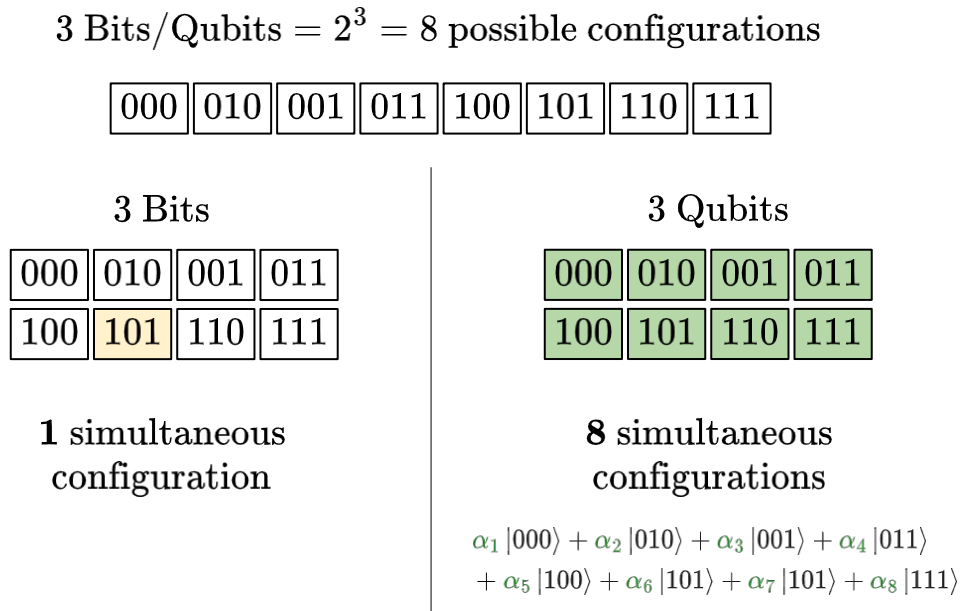 3 Bits/Qubits = 2³ = 8 possible configurations
000 010 001 011 100 101 110 111
3 Bits
000 010 001 011
100 101 110 111
1 simultaneous
configuration
3 Qubits
000 010 001 011
100 101 110 111
8 simultaneous
configurations
α₁|000⟩ + α₂|010⟩ + α₃|001⟩ + α₄|011⟩
+ α₅|100⟩ + α₆|101⟩ + α₇|101⟩ + α₈|111⟩